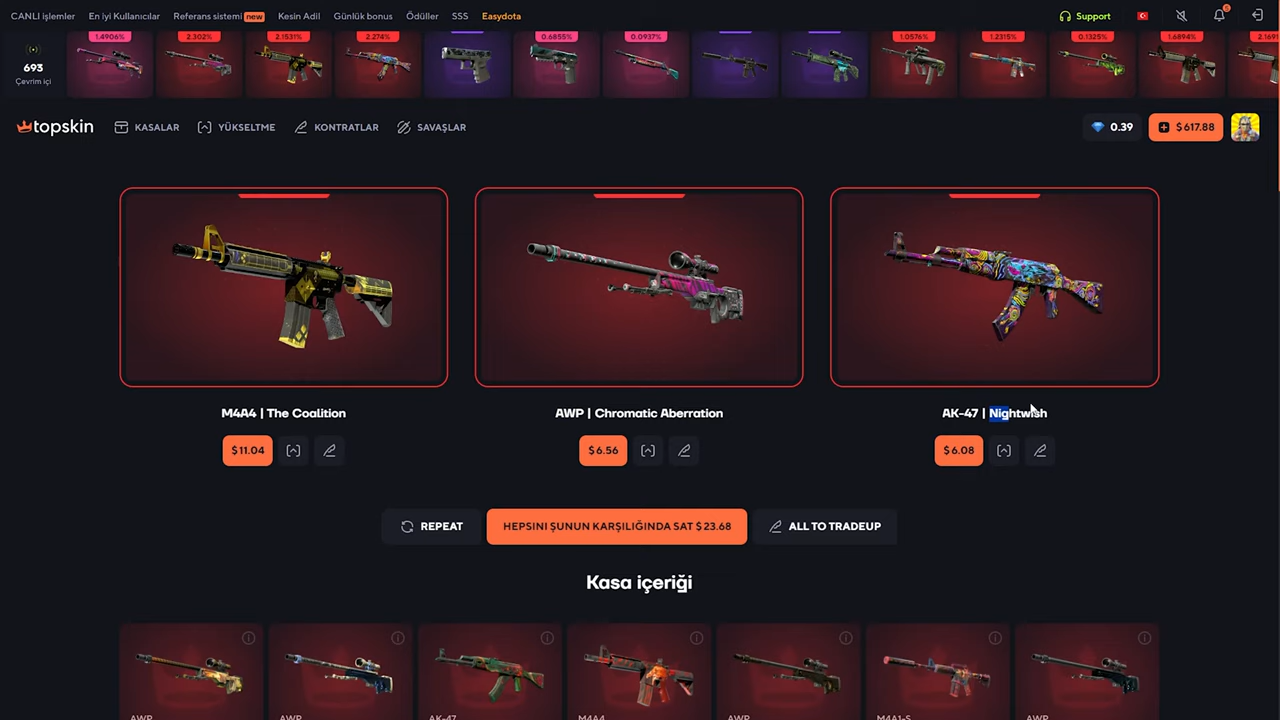 CANLI işlemler En iyi Kullanıcılar Referans sistemi new Kesin Adil Günlük bonus Ödüller SSS Easydota Support 5
1.4906% 2.302% 2.1531% 2.274% 0.6855% 0.0937% 1.0576% 1.2315% 0.1325% 1.6894%
693
Çevrim içi
topskin KASALAR YÜKSELTME KONTRATLAR SAVAŞLAR 0.39 $617.88
M4A4 | The Coalition AWP | Chromatic Aberration AK-47 | Nightwish
$11.04 $6.56 $6.08
REPEAT HEPSINI ŞUNUN KARŞILIĞINDA SAT $23.68 ALL TO TRADEUP
Kasa içeriği
AWP AWP AK-47 M4A4 AWP M4A1-S AWP